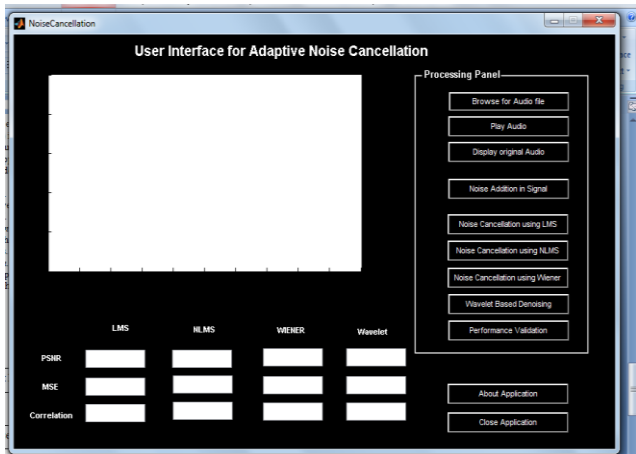 NoiseCancellation
User Interface for Adaptive Noise Cancellation
Processing Panel
Browse for Audio file
Play Audio
Display original Audio
Noise Addition in Signal
Noise Cancellation using LMS
Noise Cancellation using NLMS
Noise Cancellation using Wiener
Wavelet Based Denoising
Performance Validation
LMS NLMS WIENER Wavelet
PSNR
MSE
Correlation
About Application
Close Application